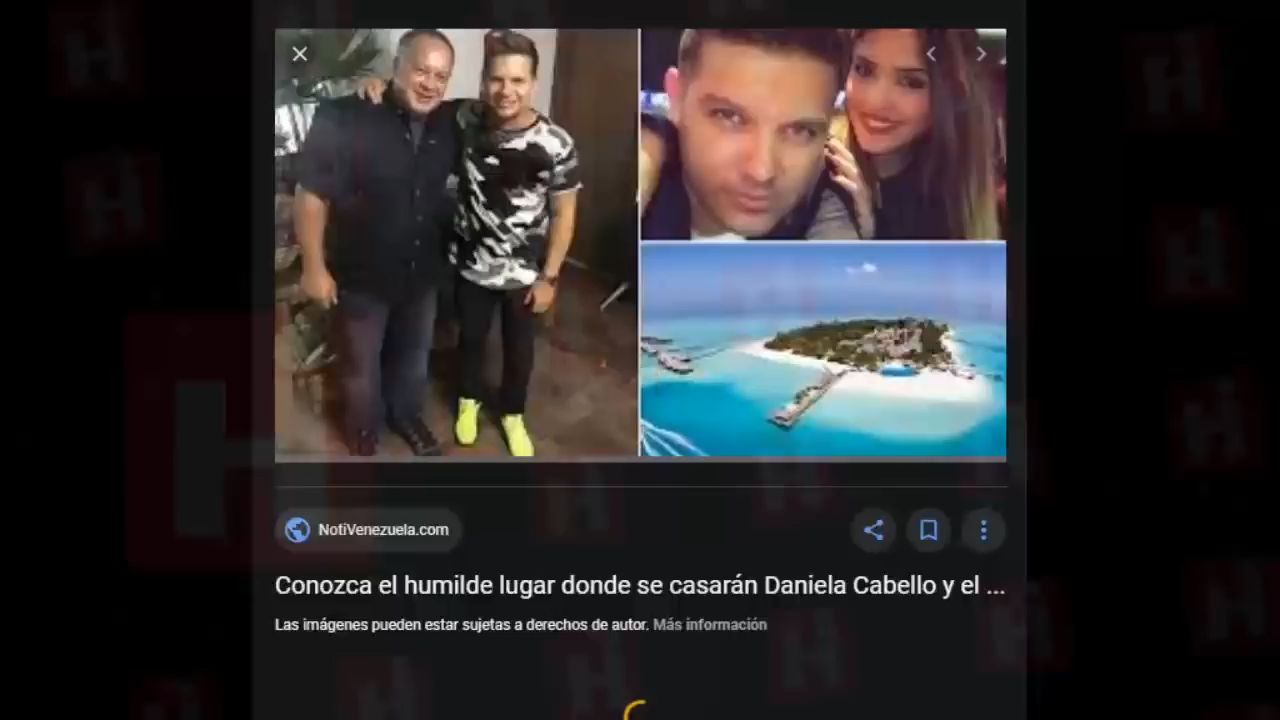 NotiVenezuela.com
Conozca el humilde lugar donde se casarán Daniela Cabello y el ...
Las imágenes pueden estar sujetas a derechos de autor. Más información